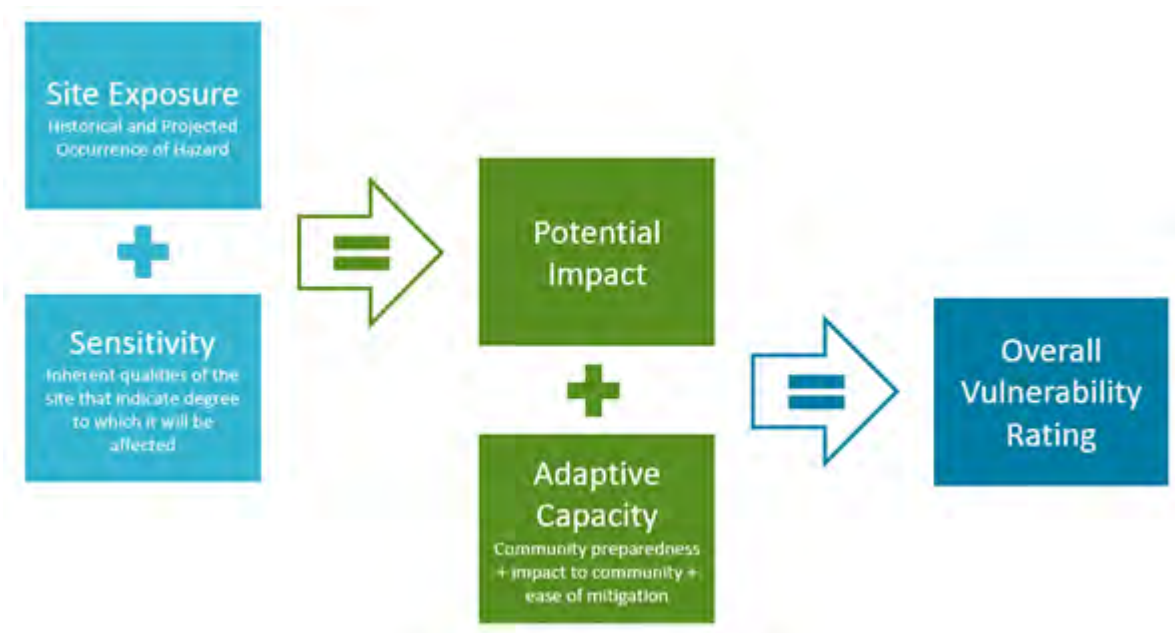 Site Exposure
Historical and Projected
Occurrence of Hazard
+
Sensitivity
Inherent qualities of the
site that indicate degree
to which it will be
affected
=
Potential
Impact
+
Adaptive
Capacity
Community preparedness
+ impact to community +
ease of mitigation
=
Overall
Vulnerability
Rating